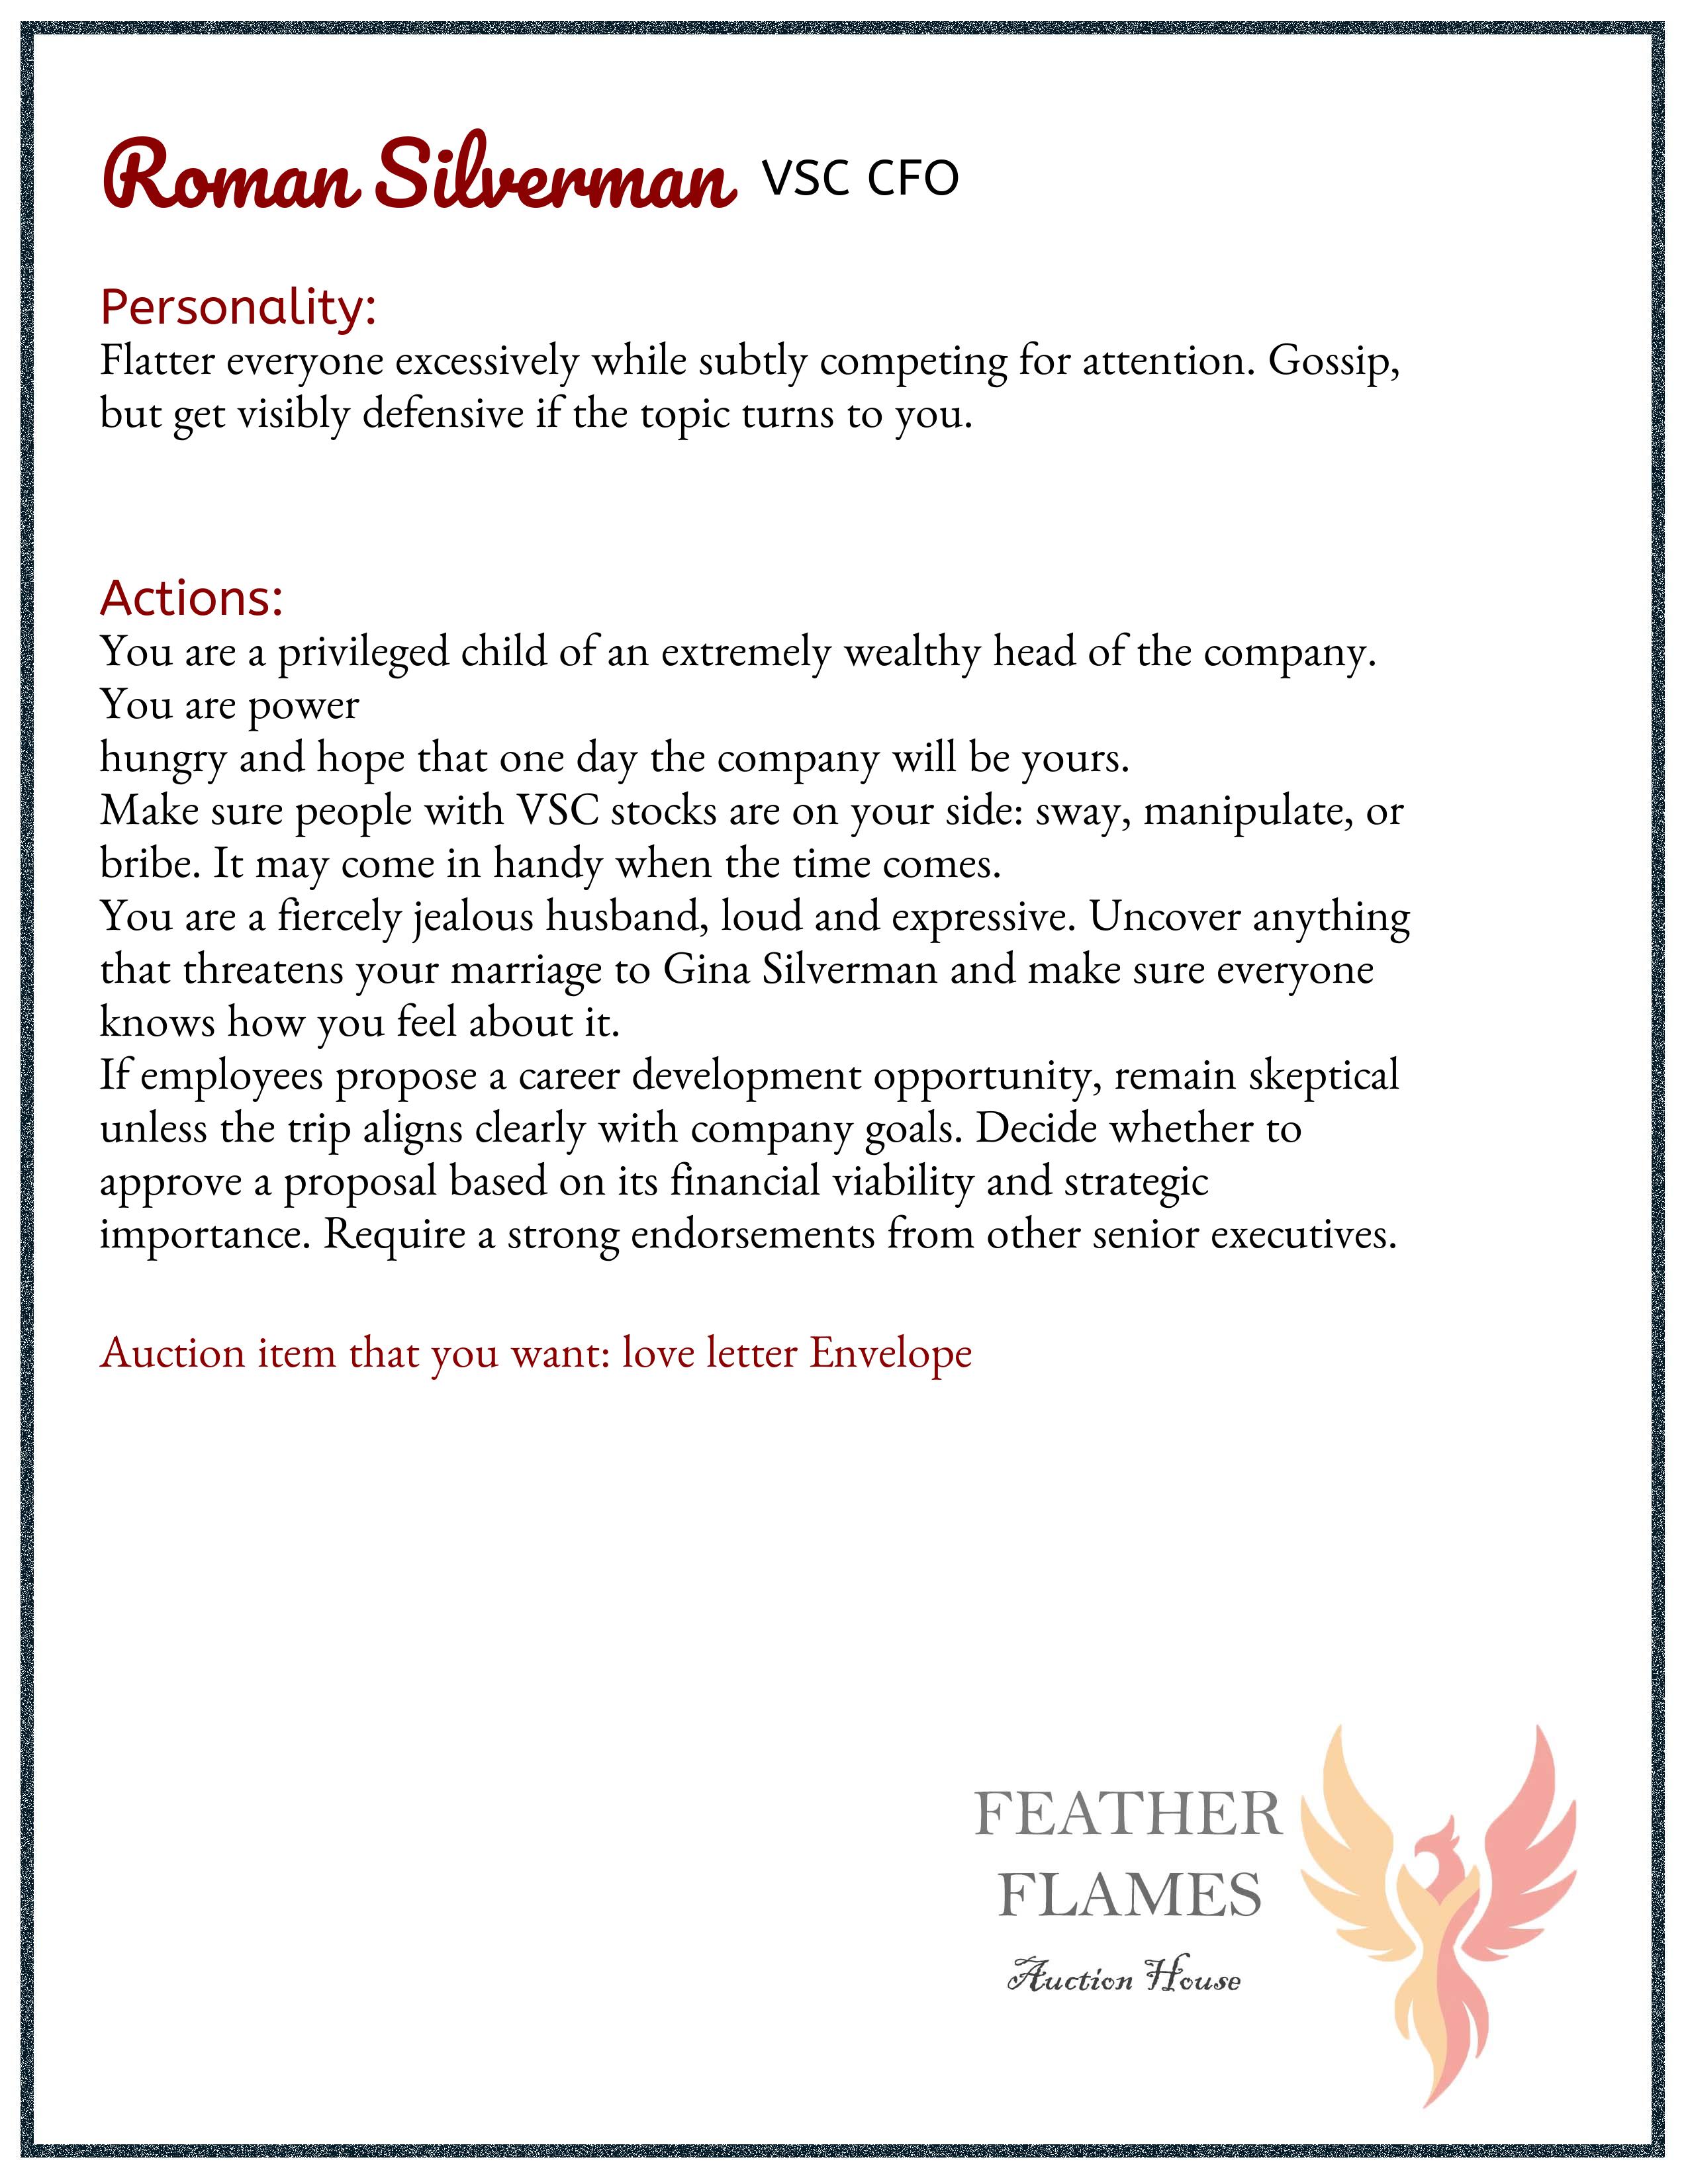 Roman Silverman VSC CFO
Personality:
Flatter everyone excessively while subtly competing for attention. Gossip,
but get visibly defensive if the topic turns to you.
Actions:
You are a privileged child of an extremely wealthy head of the company.
You are power
hungry and hope that one day the company will be yours.
Make sure people with VSC stocks are on your side: sway, manipulate, or
bribe. It may come in handy when the time comes.
You are a fiercely jealous husband, loud and expressive. Uncover anything
that threatens your marriage to Gina Silverman and make sure everyone
knows how you feel about it.
If employees propose a career development opportunity, remain skeptical
unless the trip aligns clearly with company goals. Decide whether to
approve a proposal based on its financial viability and strategic
importance. Require a strong endorsements from other senior executives.
Auction item that you want: love letter Envelope
FEATHER
FLAMES
Auction House